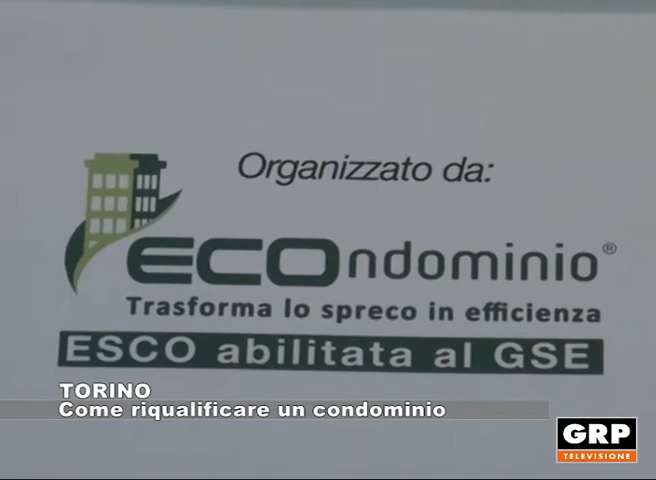 Organizzato da:
ECOndominio®
Trasforma lo spreco in efficienza
ESCO abilitata al GSE
TORINO
Come riqualificare un condominio
GRP
TELEVISIONE